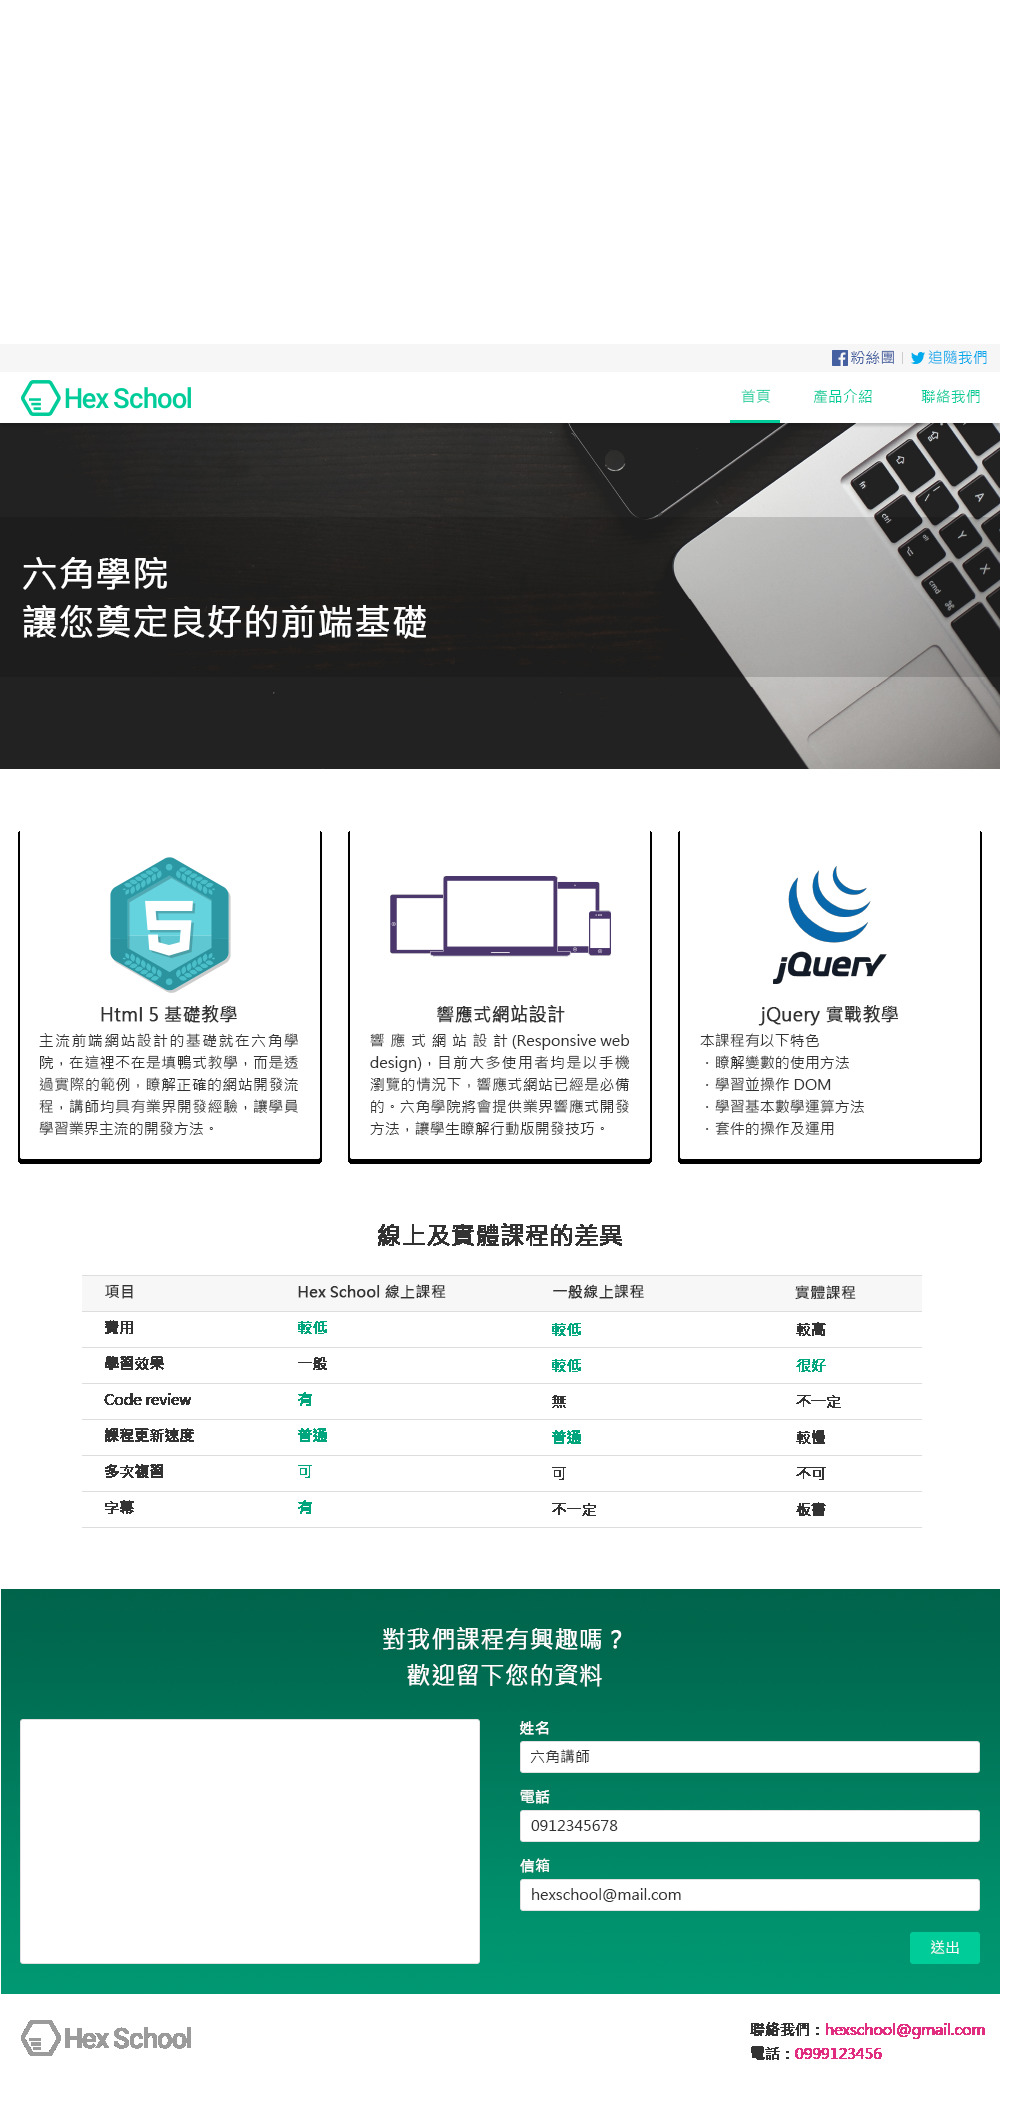 粉絲團 | 追隨我們
Hex School
首頁 產品介紹 聯絡我們
fn
ctrl
A
Y
X
cmd ⌘
六角學院
讓您奠定良好的前端基礎
5
Html 5 基礎教學
主流前端網站設計的基礎就在六角學
院，在這裡不在是填鴨式教學，而是透
過實際的範例，瞭解正確的網站開發流
程，講師均具有業界開發經驗，讓學員
學習業界主流的開發方法。
響應式網站設計
響應式網站設計(Responsive web
design)，目前大多使用者均是以手機
瀏覽的情況下，響應式網站已經是必備
的。六角學院將會提供業界響應式開發
方法，讓學生瞭解行動版開發技巧。
jQuery
jQuery 實戰教學
本課程有以下特色
．瞭解變數的使用方法
．學習並操作 DOM
．學習基本數學運算方法
．套件的操作及運用
線上及實體課程的差異
項目 Hex School 線上課程 一般線上課程 實體課程
費用 較低 較低 較高
學習效果 一般 較低 很好
Code review 有 無 不一定
課程更新速度 普通 普通 較慢
多次複習 可 可 不可
字幕 有 不一定 板書
對我們課程有興趣嗎？
歡迎留下您的資料
姓名
六角講師
電話
0912345678
信箱
hexschool@mail.com
送出
Hex School
聯絡我們：hexschool@gmail.com
電話：0999123456